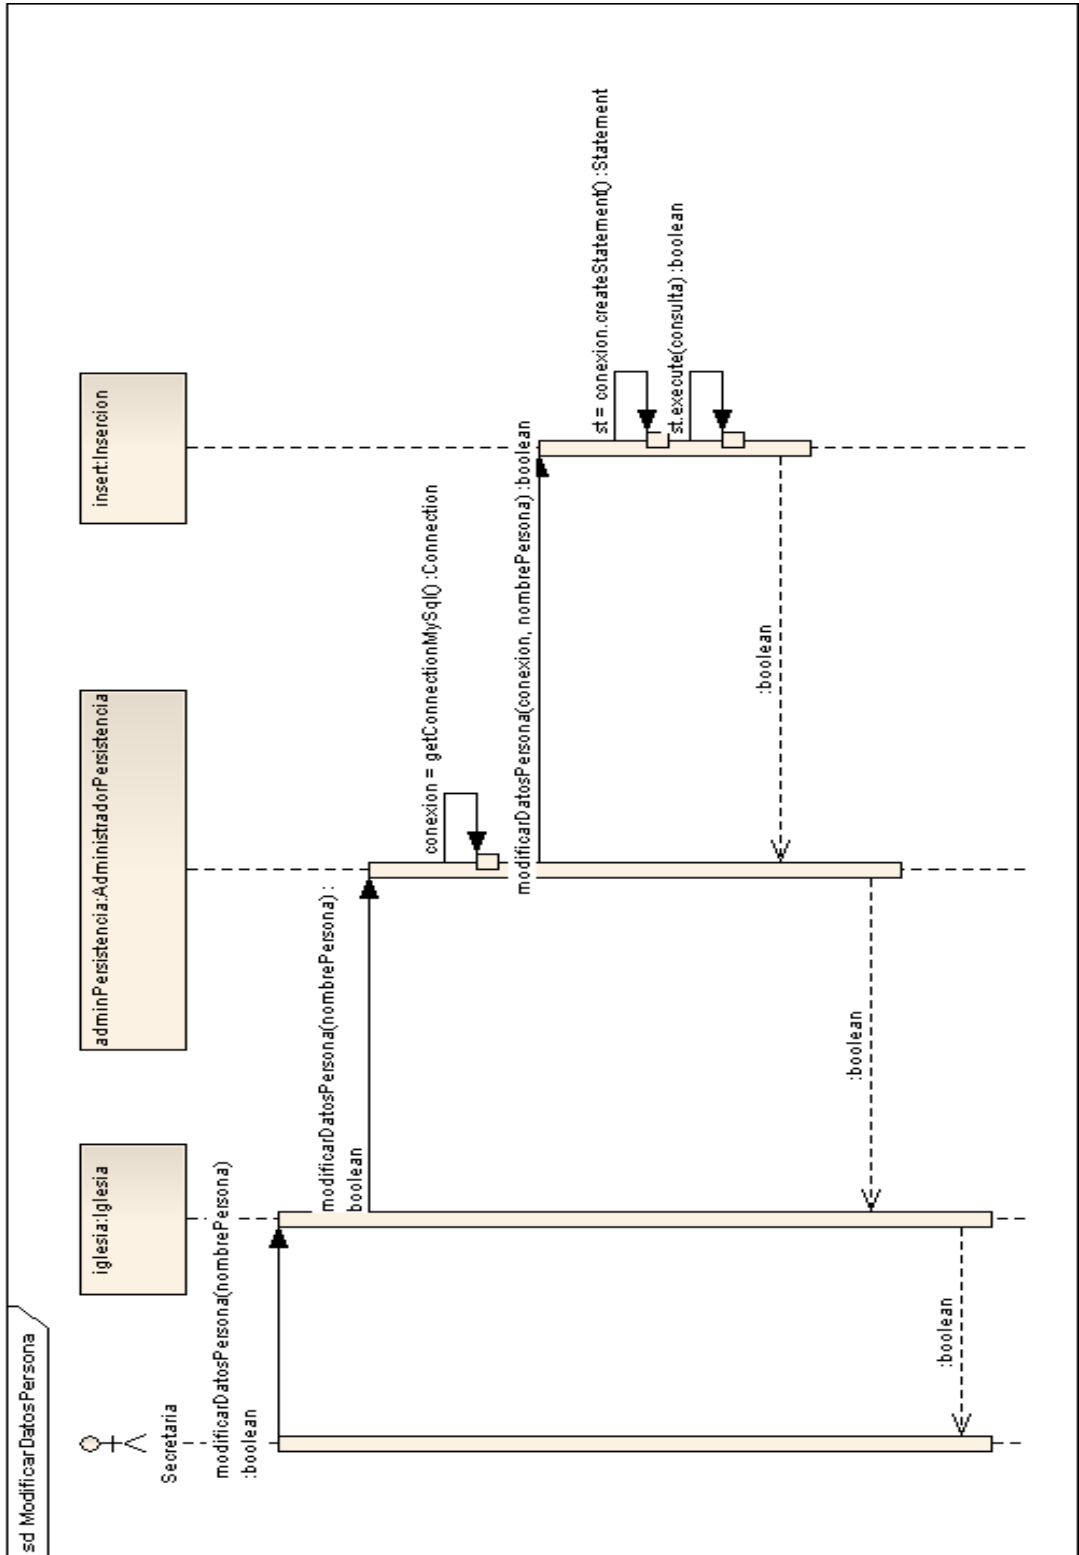 sd ModificarDatosPersona
Secretaria
iglesia:Iglesia
adminPersistencia:AdministradorPersistencia
insert:Insercion
modificarDatosPersona(nombrePersona)
:boolean
modificarDatosPersona(nombrePersona) :
boolean
conexion = getConnectionMySql() :Connection
modificarDatosPersona(conexion, nombrePersona) :boolean
st = conexion.createStatement() :Statement
st.execute(consulta) :boolean
:boolean
:boolean
:boolean